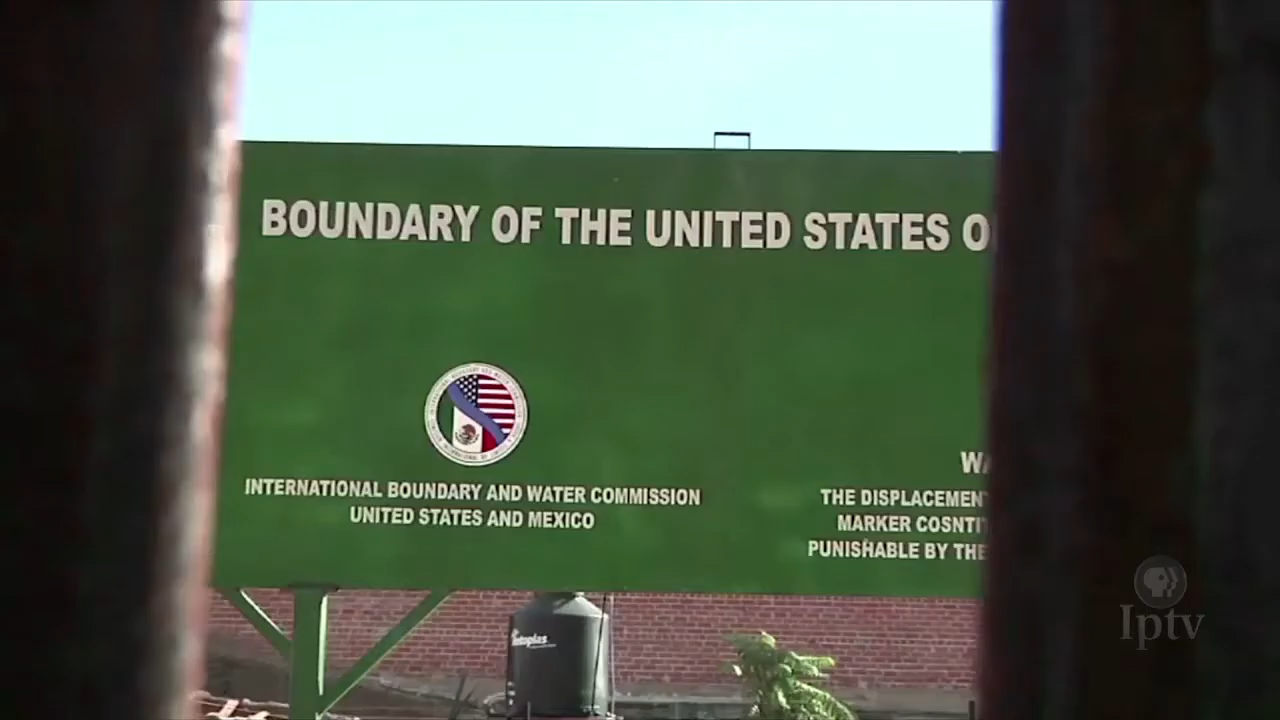 BOUNDARY OF THE UNITED STATES O
INTERNATIONAL BOUNDARY AND WATER COMMISSION
UNITED STATES AND MEXICO
WA
THE DISPLACEMENT
MARKER COSNTIT
PUNISHABLE BY THE
Iptv